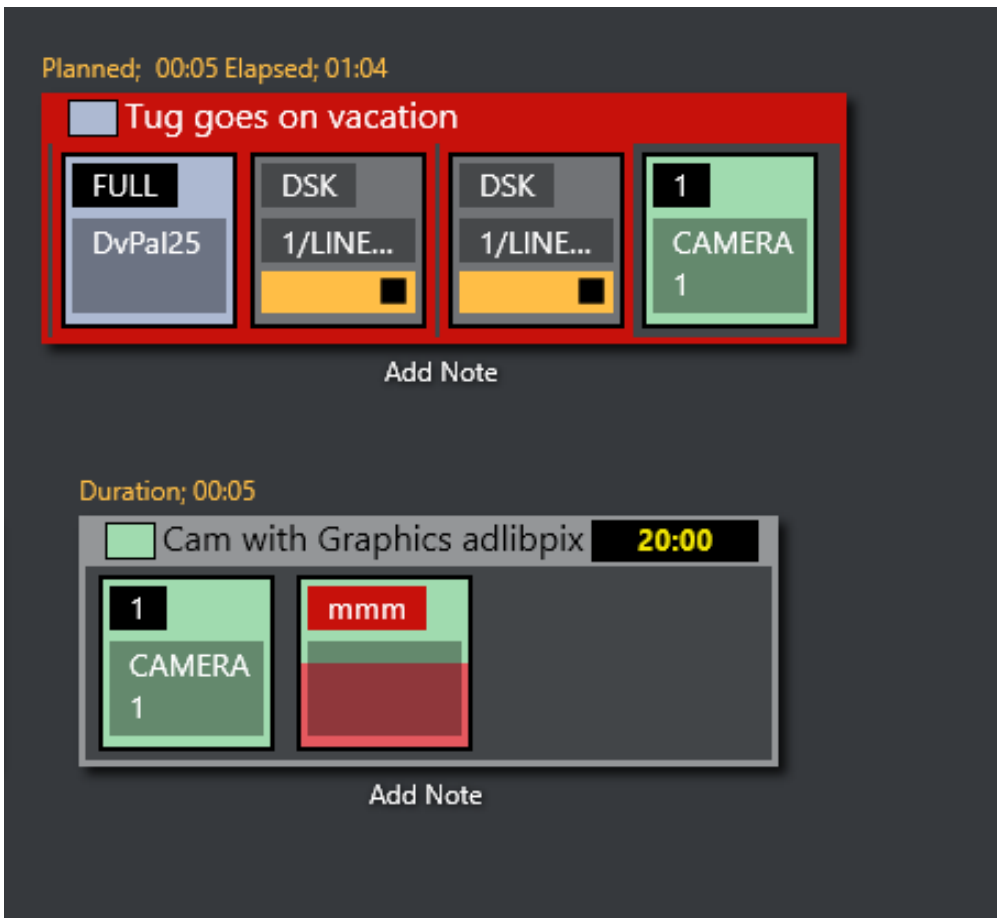 Planned;  00:05 Elapsed; 01:04
Tug goes on vacation
FULL DSK DSK 1
DvPal25 1/LINE... 1/LINE... CAMERA
1
Add Note
Duration; 00:05
Cam with Graphics adlibpix 20:00
1 mmm
CAMERA
1
Add Note